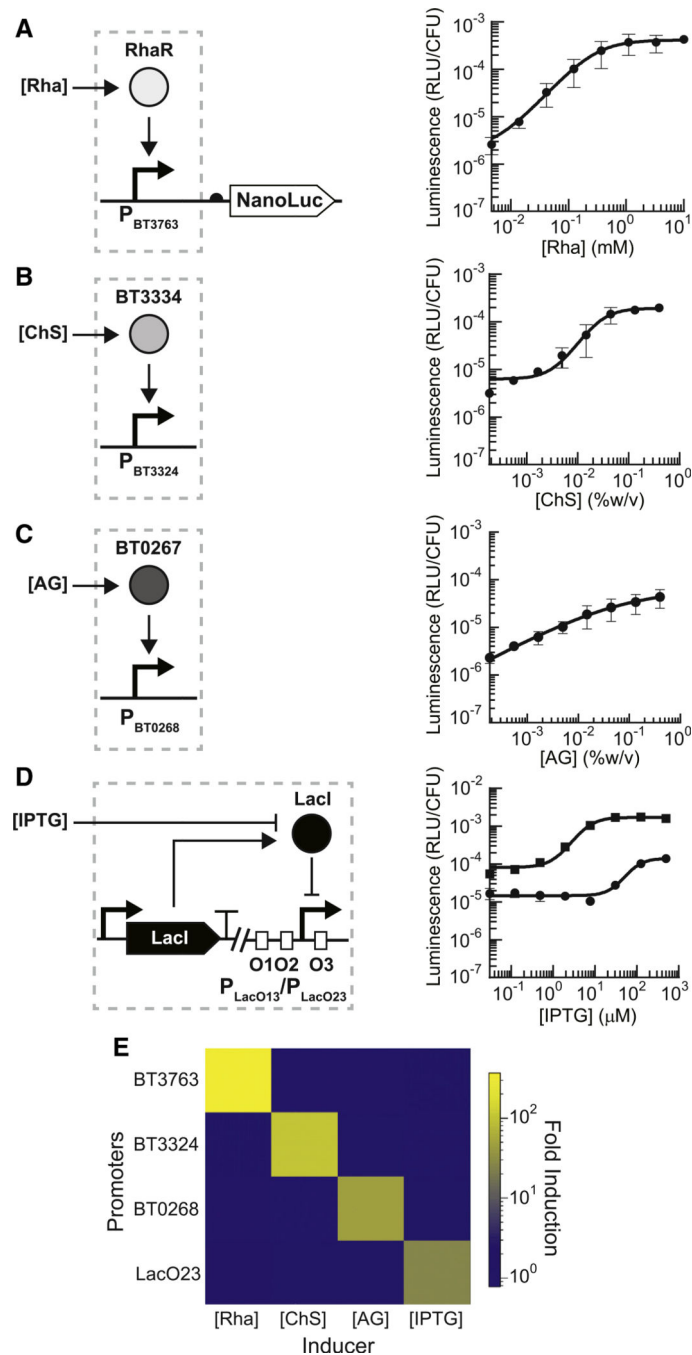 A
RhaR
[Rha]
P BT3763
NanoLuc
Luminescence (RLU/CFU)
10-3
10-4
10-5
10-6
10-7
10-2 10-1 100 101
[Rha] (mM)
B
BT3334
[ChS]
P BT3324
Luminescence (RLU/CFU)
10-3
10-4
10-5
10-6
10-7
10-3 10-2 10-1 100
[ChS] (%w/v)
C
BT0267
[AG]
P BT0268
Luminescence (RLU/CFU)
10-3
10-4
10-5
10-6
10-7
10-3 10-2 10-1 100
[AG] (%w/v)
D
[IPTG]
LacI
LacI
O1O2 O3
P LacO13/P LacO23
Luminescence (RLU/CFU)
10-2
10-3
10-4
10-5
10-6
10-7
10-1 100 101 102 103
[IPTG] (μM)
E
Promoters
BT3763
BT3324
BT0268
LacO23
[Rha] [ChS] [AG] [IPTG]
Inducer
102
101
100
Fold Induction